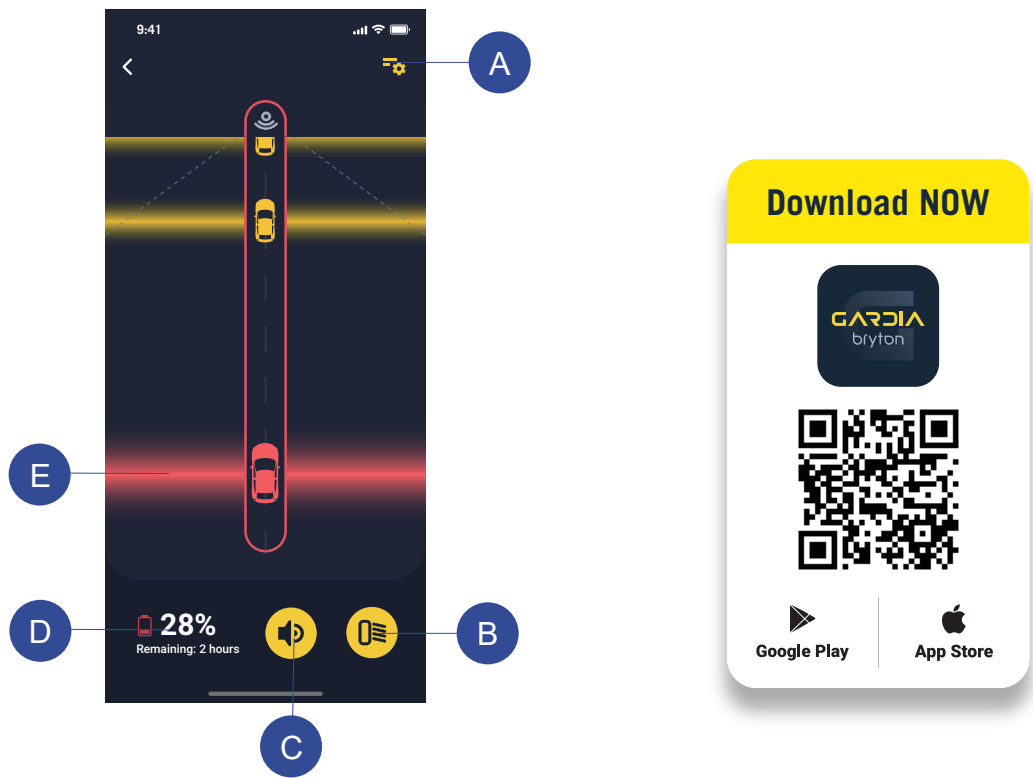 9:41
A
E
D
28%
Remaining: 2 hours
B
C
Download NOW
GARDIA
bryton
Google Play
App Store